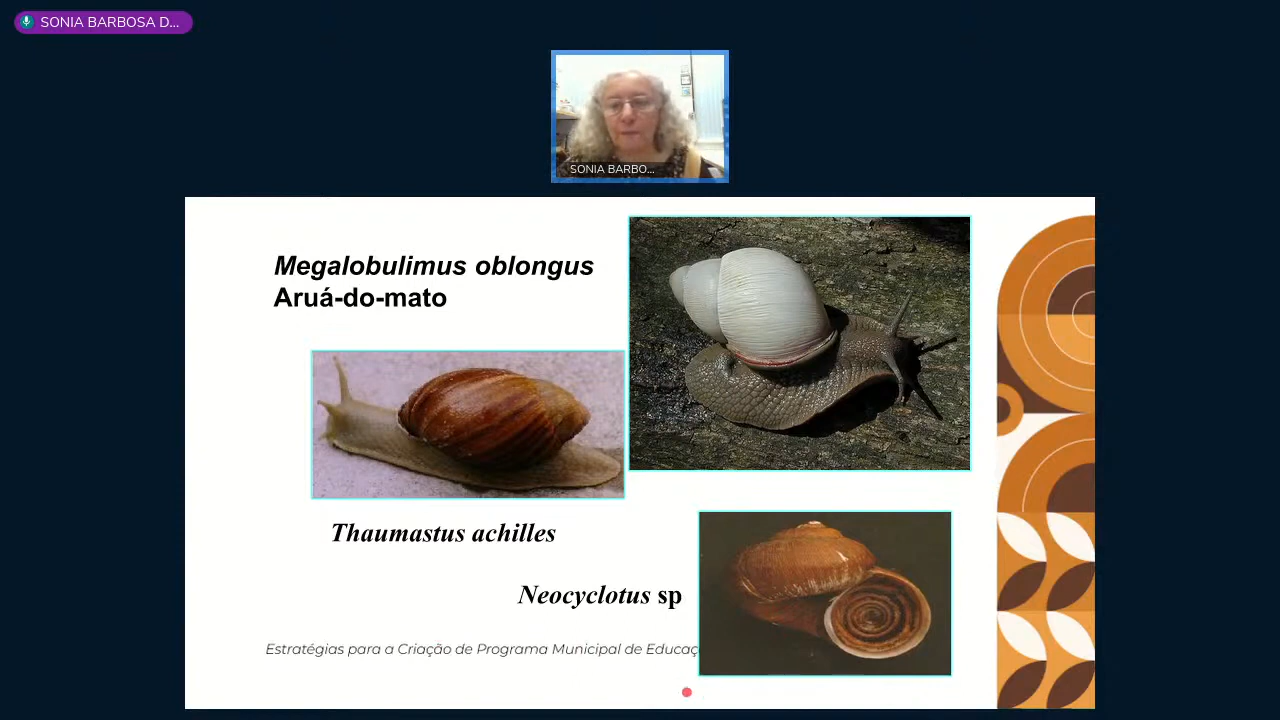 SONIA BARBOSA D...
SONIA BARBO...
Megalobulimus oblongus
Aruá-do-mato
Thaumastus achilles
Neocyclotus sp
Estratégias para a Criação de Programa Municipal de Educaç